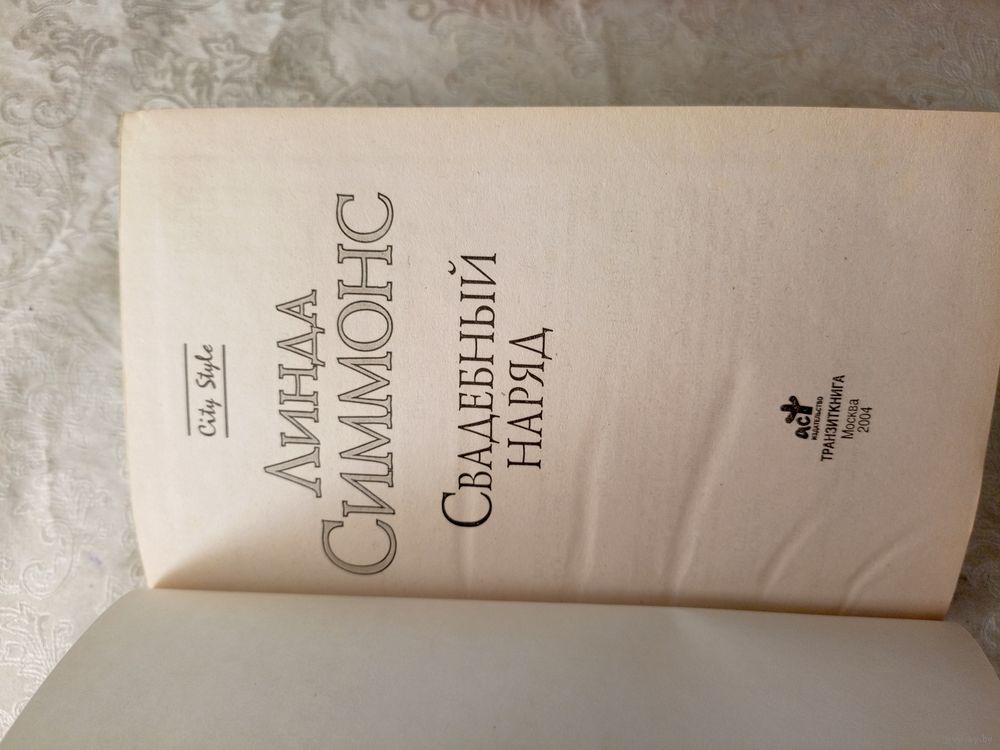 City Style
ЛИНДА
СИММОНС
СВАДЕБНЫЙ
НАРЯД
аст
ИЗДАТЕЛЬСТВО
ТРАНЗИТКНИГА
Москва
2004